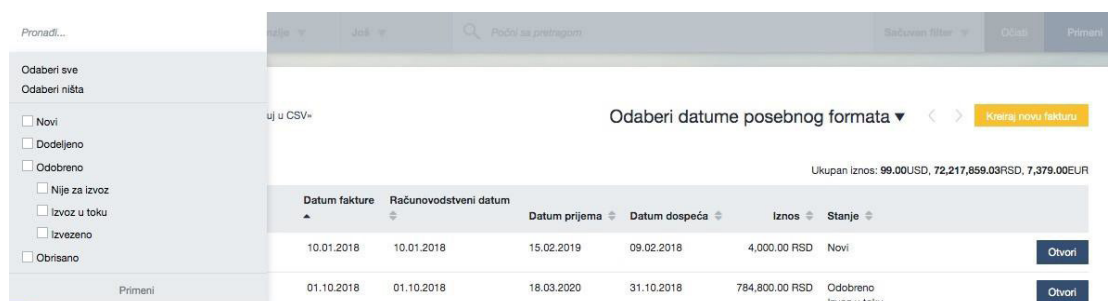 Pronađi...
Još
Počni sa pretragom
Sačuvan filter
Očisti
Primeni
Odaberi sve
Odaberi ništa
Novi
Dodeljeno
Odobreno
Nije za izvoz
Izvoz u toku
Izvezeno
Obrisano
Primeni
uj u CSV»
Odaberi datume posebnog formata
Kreiraj novu fakturu
Ukupan iznos: 99.00USD, 72,217,859.03RSD, 7,379.00EUR
Datum fakture Računovodstveni datum Datum prijema Datum dospeća Iznos Stanje
10.01.2018 10.01.2018 15.02.2019 09.02.2018 4,000.00 RSD Novi Otvori
01.10.2018 01.10.2018 18.03.2020 31.10.2018 784,800.00 RSD Odobreno Otvori